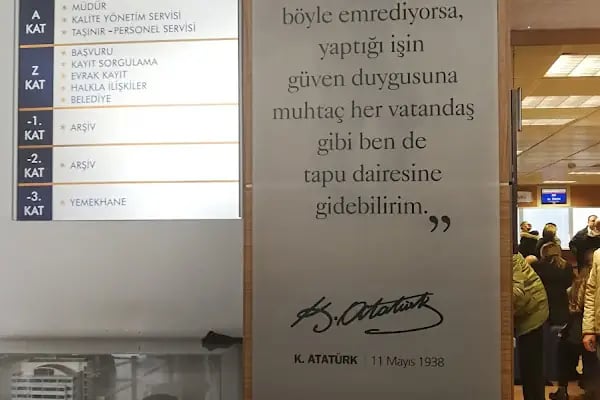 A
KAT
MÜDÜR
KALİTE YÖNETİM SERVİSİ
TAŞINIR - PERSONEL SERVİSİ
Z
KAT
BAŞVURU
KAYIT SORGULAMA
EVRAK KAYIT
HALKLA İLİŞKİLER
BELEDİYE
-1.
KAT
ARŞİV
-2.
KAT
ARŞİV
-3.
KAT
YEMEKHANE
böyle emrediyorsa,
yaptığı işin
güven duygusuna
muhtaç her vatandaş
gibi ben de
tapu dairesine
gidebilirim.”
K. Atatürk
K. ATATÜRK | 11 Mayıs 1938